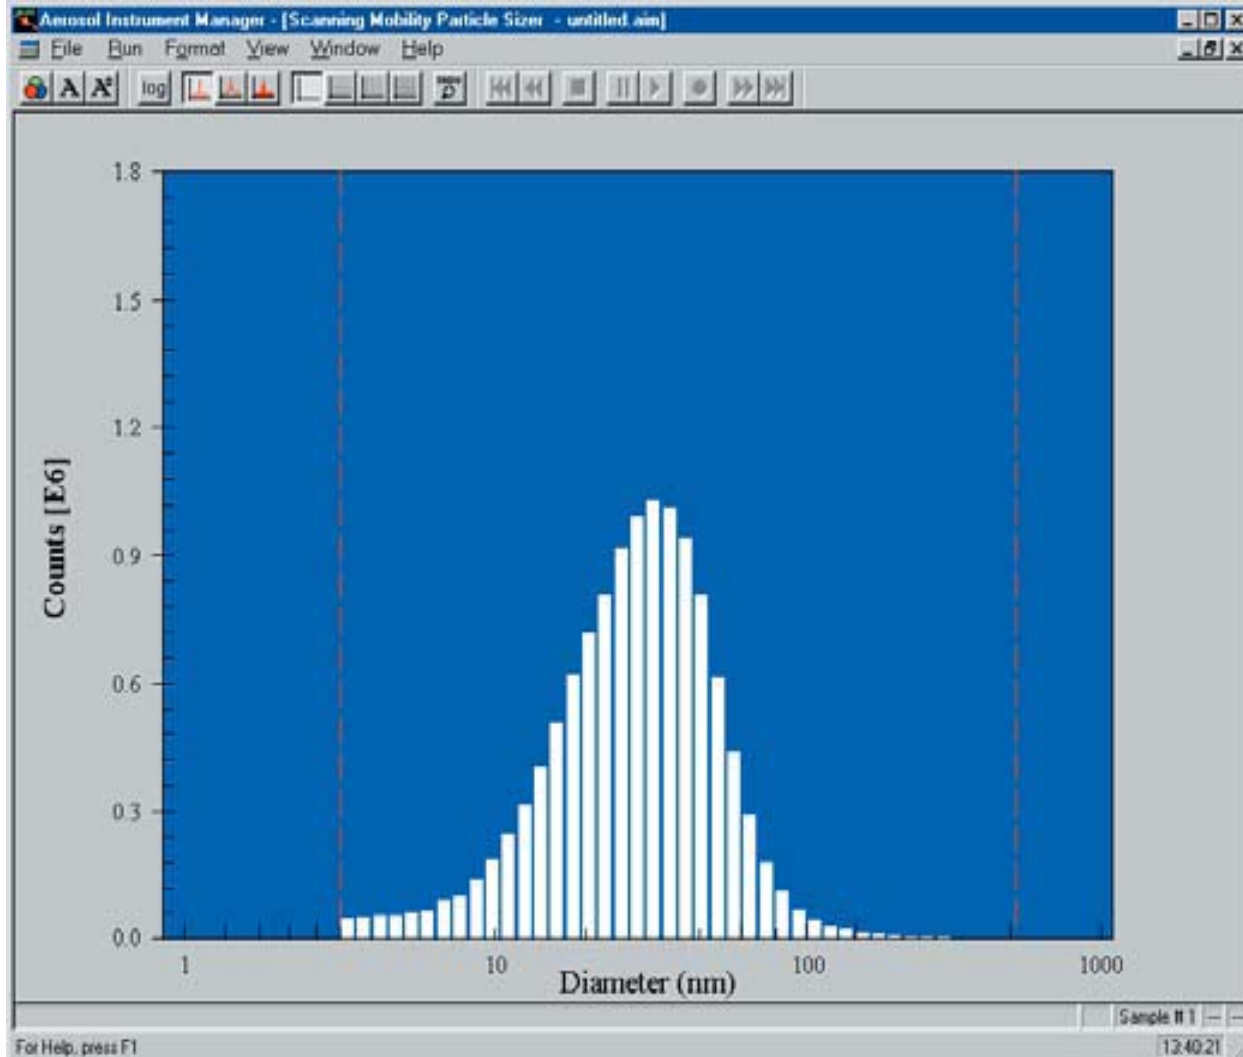 Aerosol Instrument Manager - [Scanning Mobility Particle Sizer - untitled.aim]
File Run Format View Window Help
A A² log
1.8
1.5
1.2
0.9
0.6
0.3
0.0
Counts [E6]
1 10 100 1000
Diameter (nm)
Sample # 1 --- ---
For Help, press F1 13:40:21